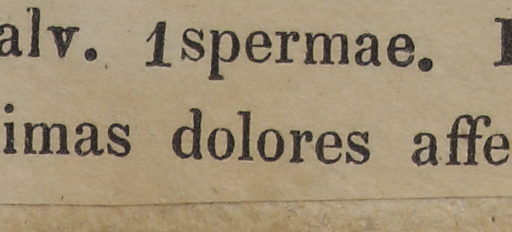 alv. 1spermae.
imas dolores affe